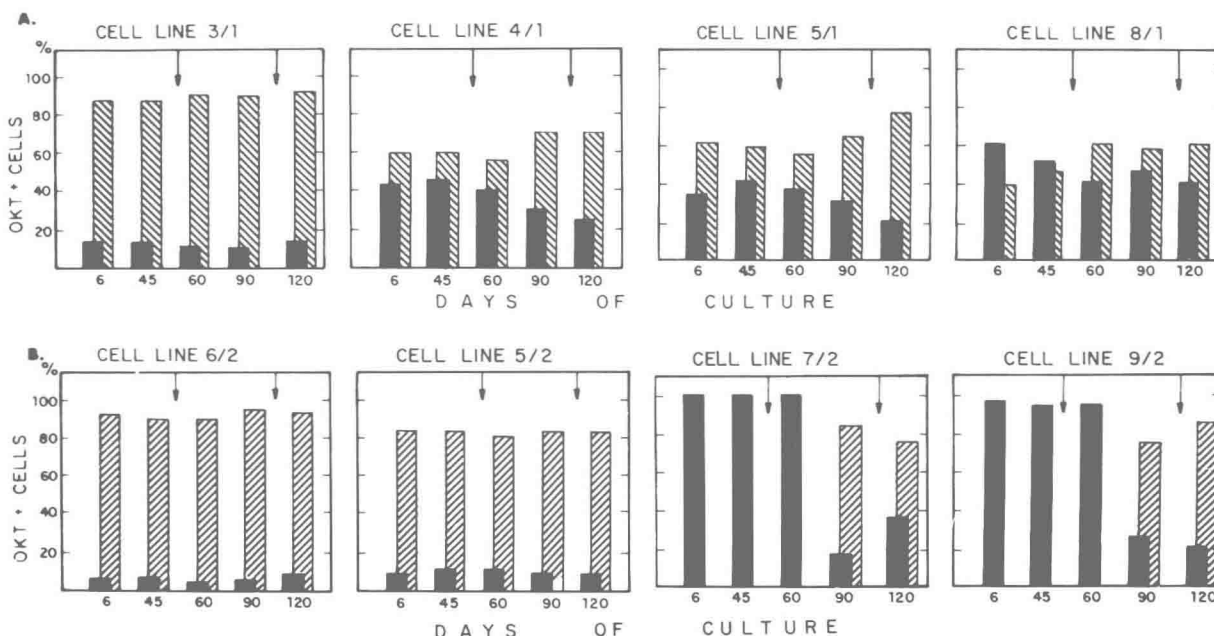 A.
CELL LINE 3/1
CELL LINE 4/1
CELL LINE 5/1
CELL LINE 8/1
%
100
80
60
40
20
OKT + CELLS
6 45 60 90 120
6 45 60 90 120
6 45 60 90 120
6 45 60 90 120
DAYS OF CULTURE
B.
CELL LINE 6/2
CELL LINE 5/2
CELL LINE 7/2
CELL LINE 9/2
%
100
80
60
40
20
OKT + CELLS
6 45 60 90 120
6 45 60 90 120
6 45 60 90 120
6 45 60 90 120
DAYS OF CULTURE